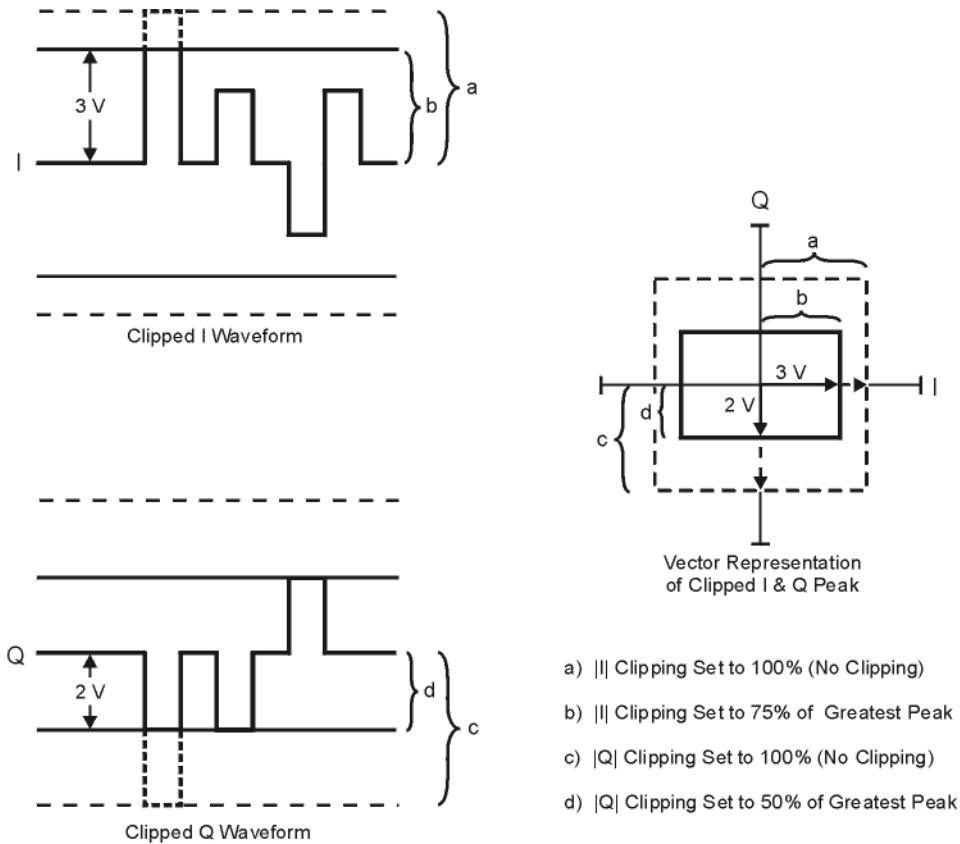 3 V
b
a
I
Clipped I Waveform
Q
a
b
3 V
I
2 V
d
c
Vector Representation
of Clipped I & Q Peak
Q
2 V
d
c
Clipped Q Waveform
a) |I| Clipping Set to 100% (No Clipping)
b) |I| Clipping Set to 75% of Greatest Peak
c) |Q| Clipping Set to 100% (No Clipping)
d) |Q| Clipping Set to 50% of Greatest Peak